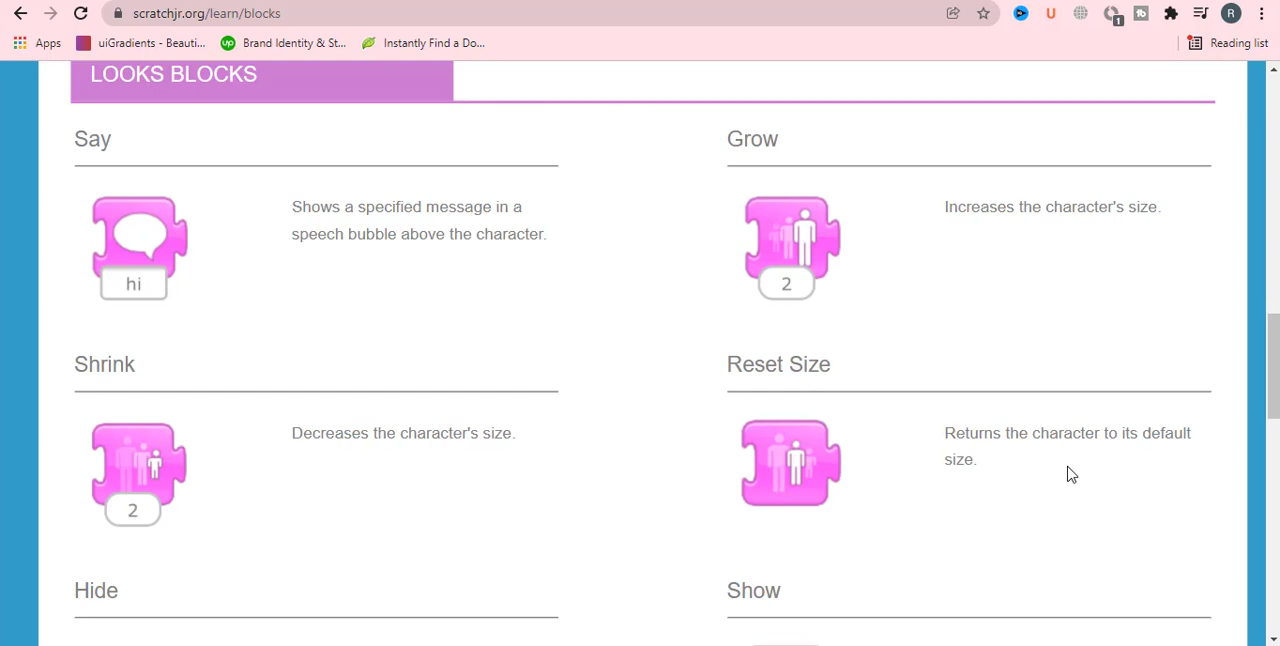 scratchjr.org/learn/blocks
1
R
Apps
uiGradients - Beauti...
up
Brand Identity & St...
Instantly Find a Do...
Reading list
LOOKS BLOCKS
Say
Grow
Shows a specified message in a
speech bubble above the character.
hi
Increases the character's size.
2
Shrink
Reset Size
Decreases the character's size.
2
Returns the character to its default
size.
Hide
Show